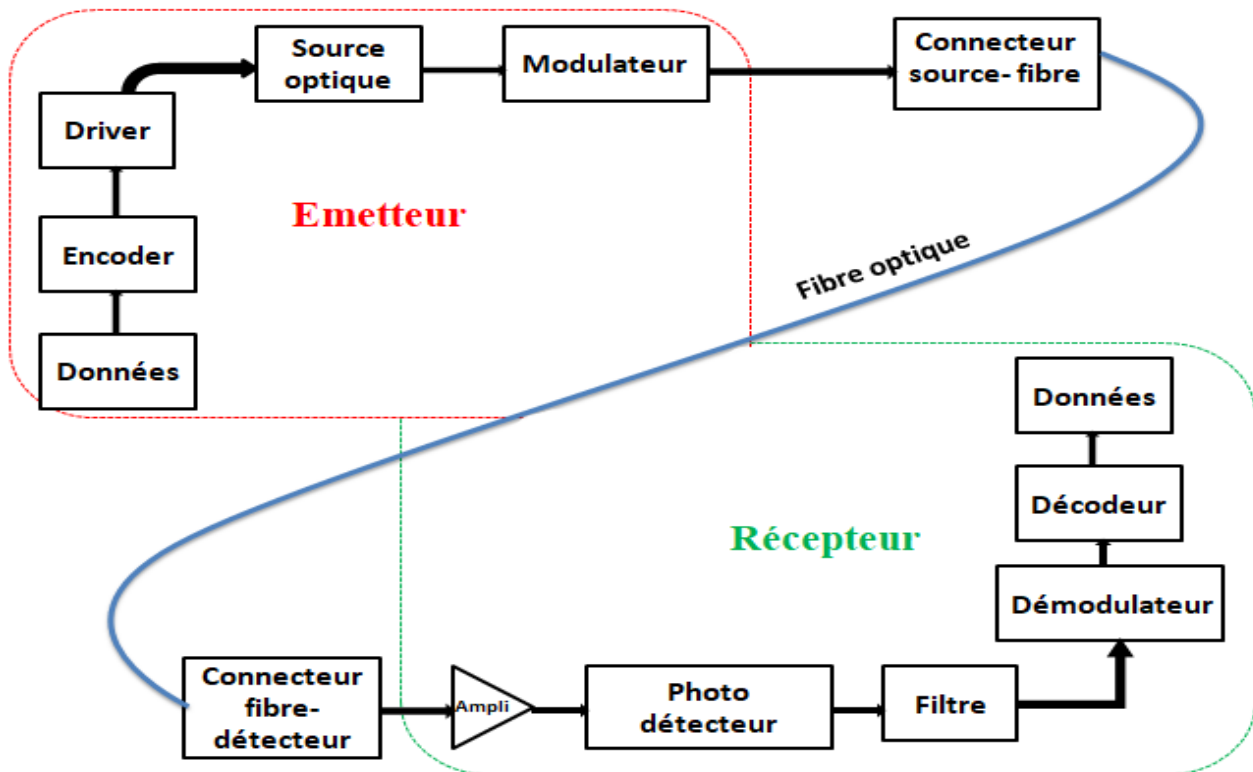 Source
optique
Modulateur
Connecteur
source- fibre
Driver
Emetteur
Encoder
Fibre optique
Données
Données
Décodeur
Récepteur
Démodulateur
Connecteur
fibre-
détecteur
Ampli
Photo
détecteur
Filtre